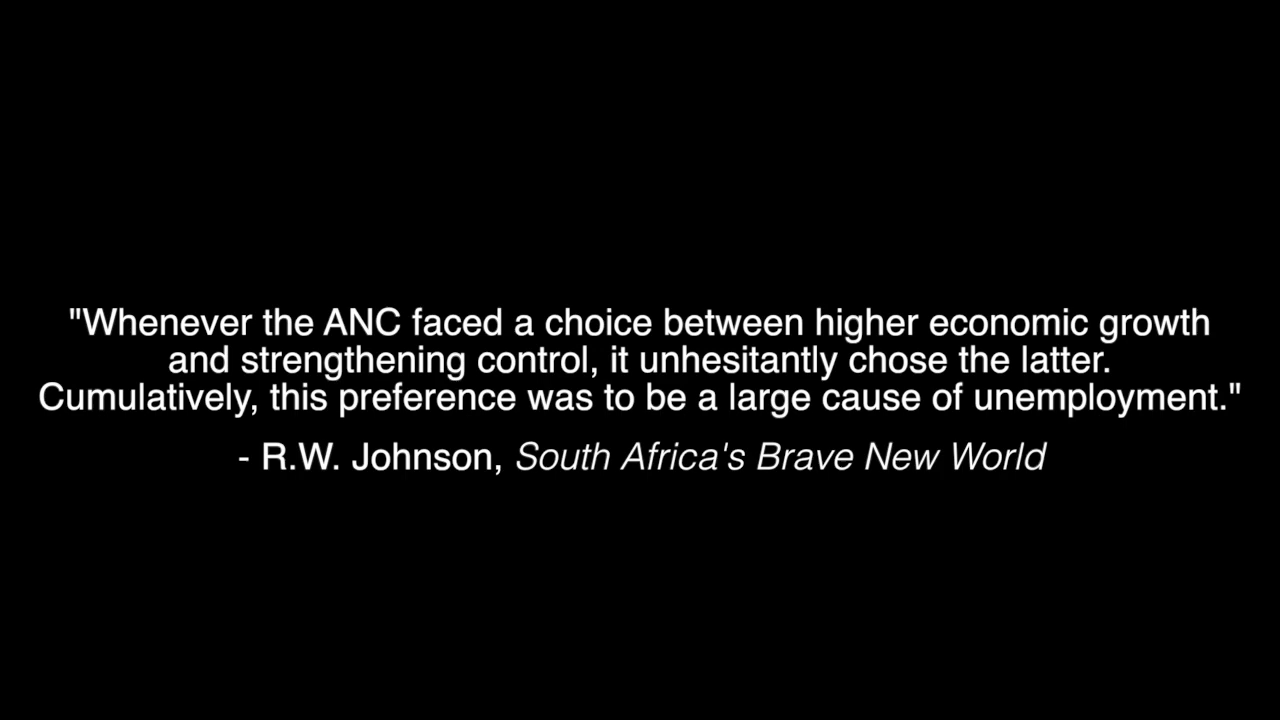 "Whenever the ANC faced a choice between higher economic growth
and strengthening control, it unhesitantly chose the latter.
Cumulatively, this preference was to be a large cause of unemployment."
- R.W. Johnson, South Africa's Brave New World